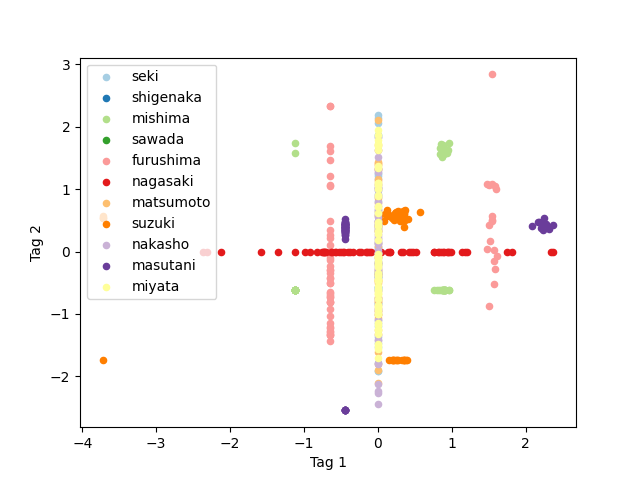 3
2
1
0
−1
−2
Tag 2
seki
shigenaka
mishima
sawada
furushima
nagasaki
matsumoto
suzuki
nakasho
masutani
miyata
−4 −3 −2 −1 0 1 2
Tag 1